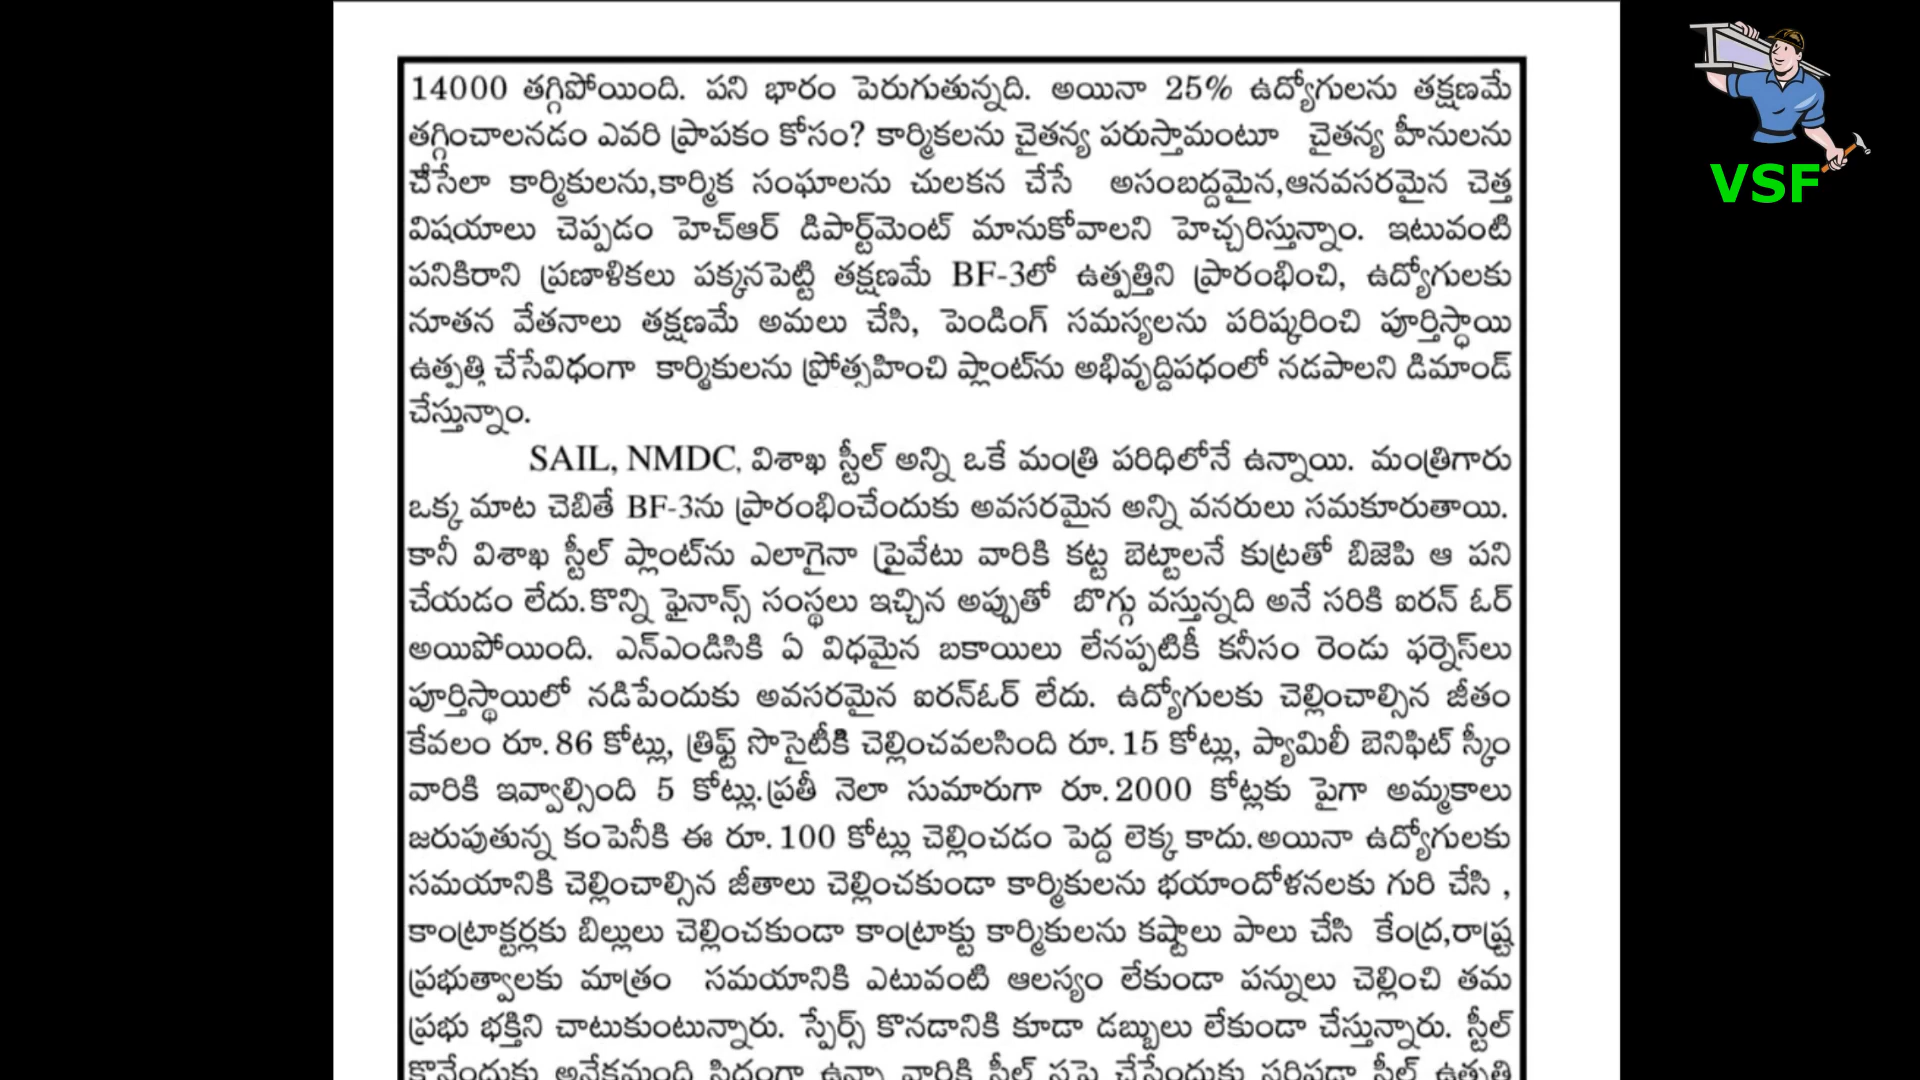 14000 తగ్గిపోయింది. పని భారం పెరుగుతున్నది. అయినా 25% ఉద్యోగులను తక్షణమే
తగ్గించాలనడం ఎవరి ప్రాపకం కోసం? కార్మికలను చైతన్య పరుస్తామంటూ చైతన్య హీనులను
చేసేలా కార్మికులను,కార్మిక సంఘాలను చులకన చేసే అసంబద్దమైన,ఆనవసరమైన చెత్త
విషయాలు చెప్పడం హెచ్ఆర్ డిపార్ట్‌మెంట్ మానుకోవాలని హెచ్చరిస్తున్నాం. ఇటువంటి
పనికిరాని ప్రణాళికలు పక్కనపెట్టి తక్షణమే BF-3లో ఉత్పత్తిని ప్రారంభించి, ఉద్యోగులకు
నూతన వేతనాలు తక్షణమే అమలు చేసి, పెండింగ్ సమస్యలను పరిష్కరించి పూర్తిస్ధాయి
ఉత్పత్తి చేసేవిధంగా కార్మికులను ప్రోత్సహించి ప్లాంట్‌ను అభివృద్దిపధంలో నడపాలని డిమాండ్
చేస్తున్నాం.
SAIL, NMDC, విశాఖ స్టీల్ అన్ని ఒకే మంత్రి పరిధిలోనే ఉన్నాయి. మంత్రిగారు
ఒక్క మాట చెబితే BF-3ను ప్రారంభించేందుకు అవసరమైన అన్ని వనరులు సమకూరుతాయి.
కానీ విశాఖ స్టీల్ ప్లాంట్‌ను ఎలాగైనా ప్రైవేటు వారికి కట్ట బెట్టాలనే కుట్రతో బిజెపి ఆ పని
చేయడం లేదు.కొన్ని ఫైనాన్స్ సంస్థలు ఇచ్చిన అప్పుతో బొగ్గు వస్తున్నది అనే సరికి ఐరన్ ఓర్
అయిపోయింది. ఎన్ఎండిసికి ఏ విధమైన బకాయిలు లేనప్పటికీ కనీసం రెండు ఫర్నెస్‌లు
పూర్తిస్థాయిలో నడిపేందుకు అవసరమైన ఐరన్ఓర్ లేదు. ఉద్యోగులకు చెల్లించాల్సిన జీతం
కేవలం రూ.86 కోట్లు, త్రిఫ్ట్ సొసైటీకి చెల్లించవలసింది రూ.15 కోట్లు, ప్యామిలీ బెనిఫిట్ స్కీం
వారికి ఇవ్వాల్సింది 5 కోట్లు.ప్రతీ నెలా సుమారుగా రూ.2000 కోట్లకు పైగా అమ్మకాలు
జరుపుతున్న కంపెనీకి ఈ రూ.100 కోట్లు చెల్లించడం పెద్ద లెక్క కాదు.అయినా ఉద్యోగులకు
సమయానికి చెల్లించాల్సిన జీతాలు చెల్లించకుండా కార్మికులను భయాందోళనలకు గురి చేసి ,
కాంట్రాక్టర్లకు బిల్లులు చెల్లించకుండా కాంట్రాక్టు కార్మికులను కష్టాలు పాలు చేసి కేంద్ర,రాష్ట్ర
ప్రభుత్వాలకు మాత్రం సమయానికి ఎటువంటి ఆలస్యం లేకుండా పన్నులు చెల్లించి తమ
ప్రభు భక్తిని చాటుకుంటున్నారు. స్పేర్స్ కొనడానికి కూడా డబ్బులు లేకుండా చేస్తున్నారు. స్టీల్
VSF